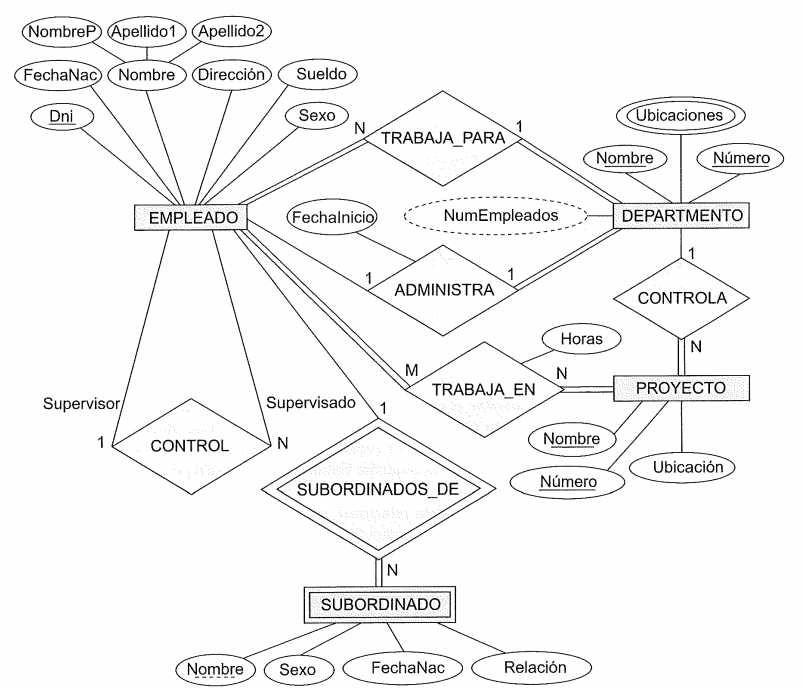 NombreP Apellido1 Apellido2
FechaNac Nombre Dirección Sueldo
Dni Sexo
N TRABAJA_PARA 1
Ubicaciones
Nombre Número
EMPLEADO FechaInicio NumEmpleados DEPARTMENTO
1 ADMINISTRA 1
1
CONTROLA
N
Horas
M TRABAJA_EN N PROYECTO
Supervisor Supervisado 1
1 CONTROL N
Nombre
Número Ubicación
SUBORDINADOS_DE
N
SUBORDINADO
Nombre Sexo FechaNac Relación